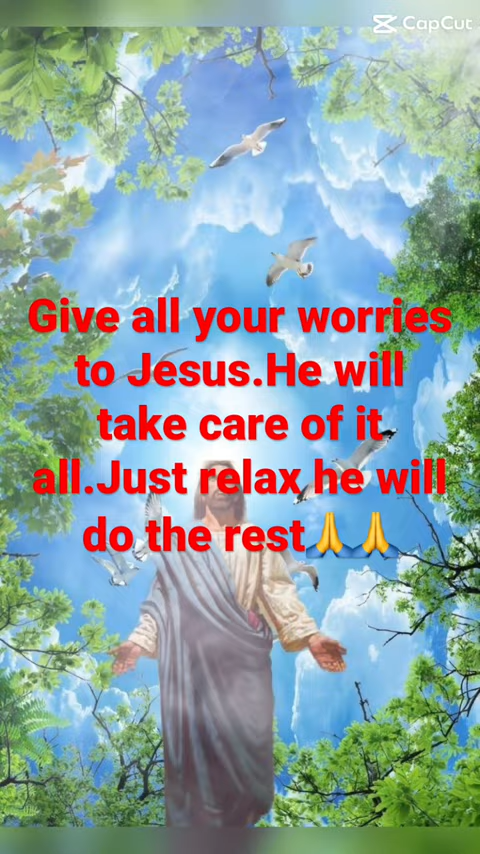 CapCut
Give all your worries
to Jesus.He will
take care of it
all.Just relax he will
do the rest🙏🙏